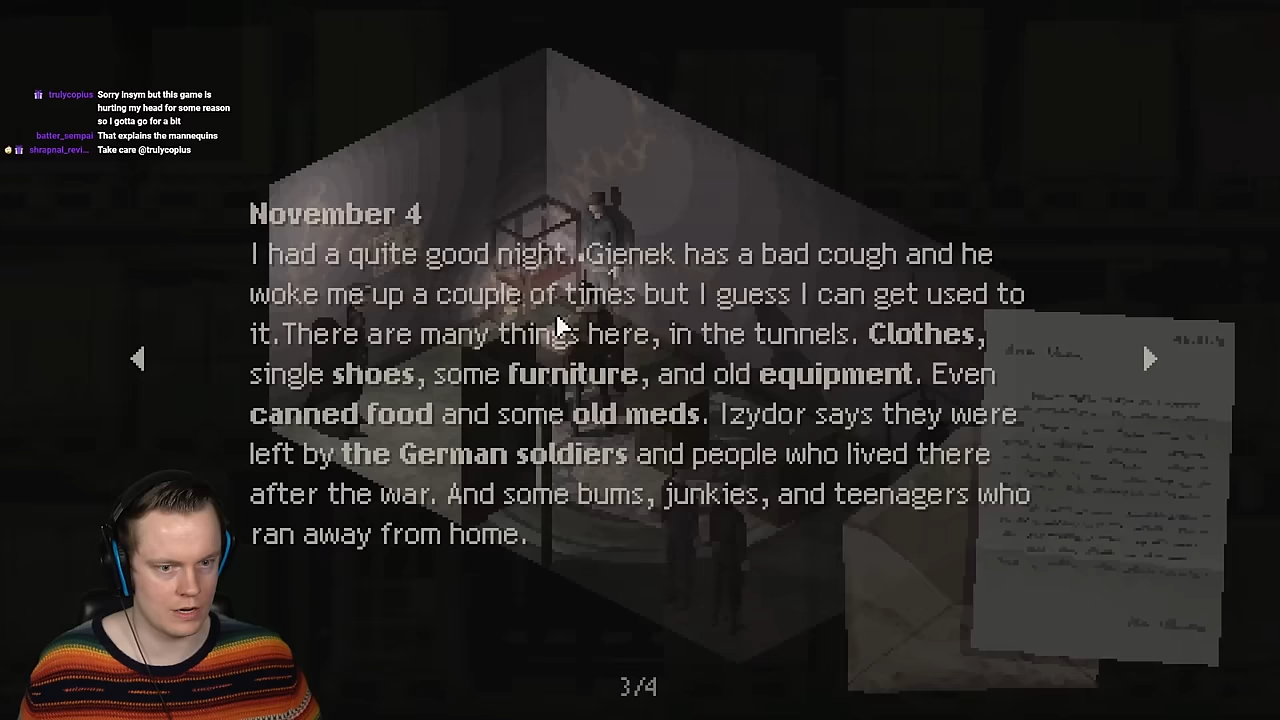 trulycopius Sorry Insym but this game is
hurting my head for some reason
so I gotta go for a bit
batter_sempai That explains the mannequins
shrapnal_revi... Take care @trulycopius
November 4
I had a quite good night. Gienek has a bad cough and he
woke me up a couple of times but I guess I can get used to
it.There are many things here, in the tunnels. Clothes,
single shoes, some furniture, and old equipment. Even
canned food and some old meds. Izydor says they were
left by the German soldiers and people who lived there
after the war. And some bums, junkies, and teenagers who
ran away from home.
3/4